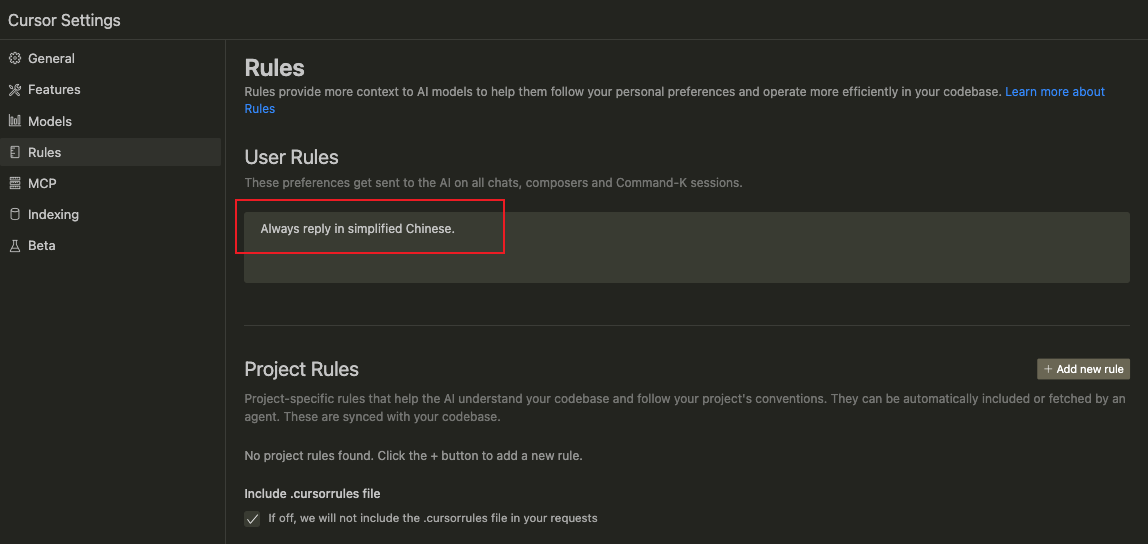 Cursor Settings
General
Features
Models
Rules
MCP
Indexing
Beta
Rules
Rules provide more context to AI models to help them follow your personal preferences and operate more efficiently in your codebase. Learn more about
Rules
User Rules
These preferences get sent to the AI on all chats, composers and Command-K sessions.
Always reply in simplified Chinese.
Project Rules
+ Add new rule
Project-specific rules that help the AI understand your codebase and follow your project's conventions. They can be automatically included or fetched by an
agent. These are synced with your codebase.
No project rules found. Click the + button to add a new rule.
Include .cursorrules file
If off, we will not include the .cursorrules file in your requests